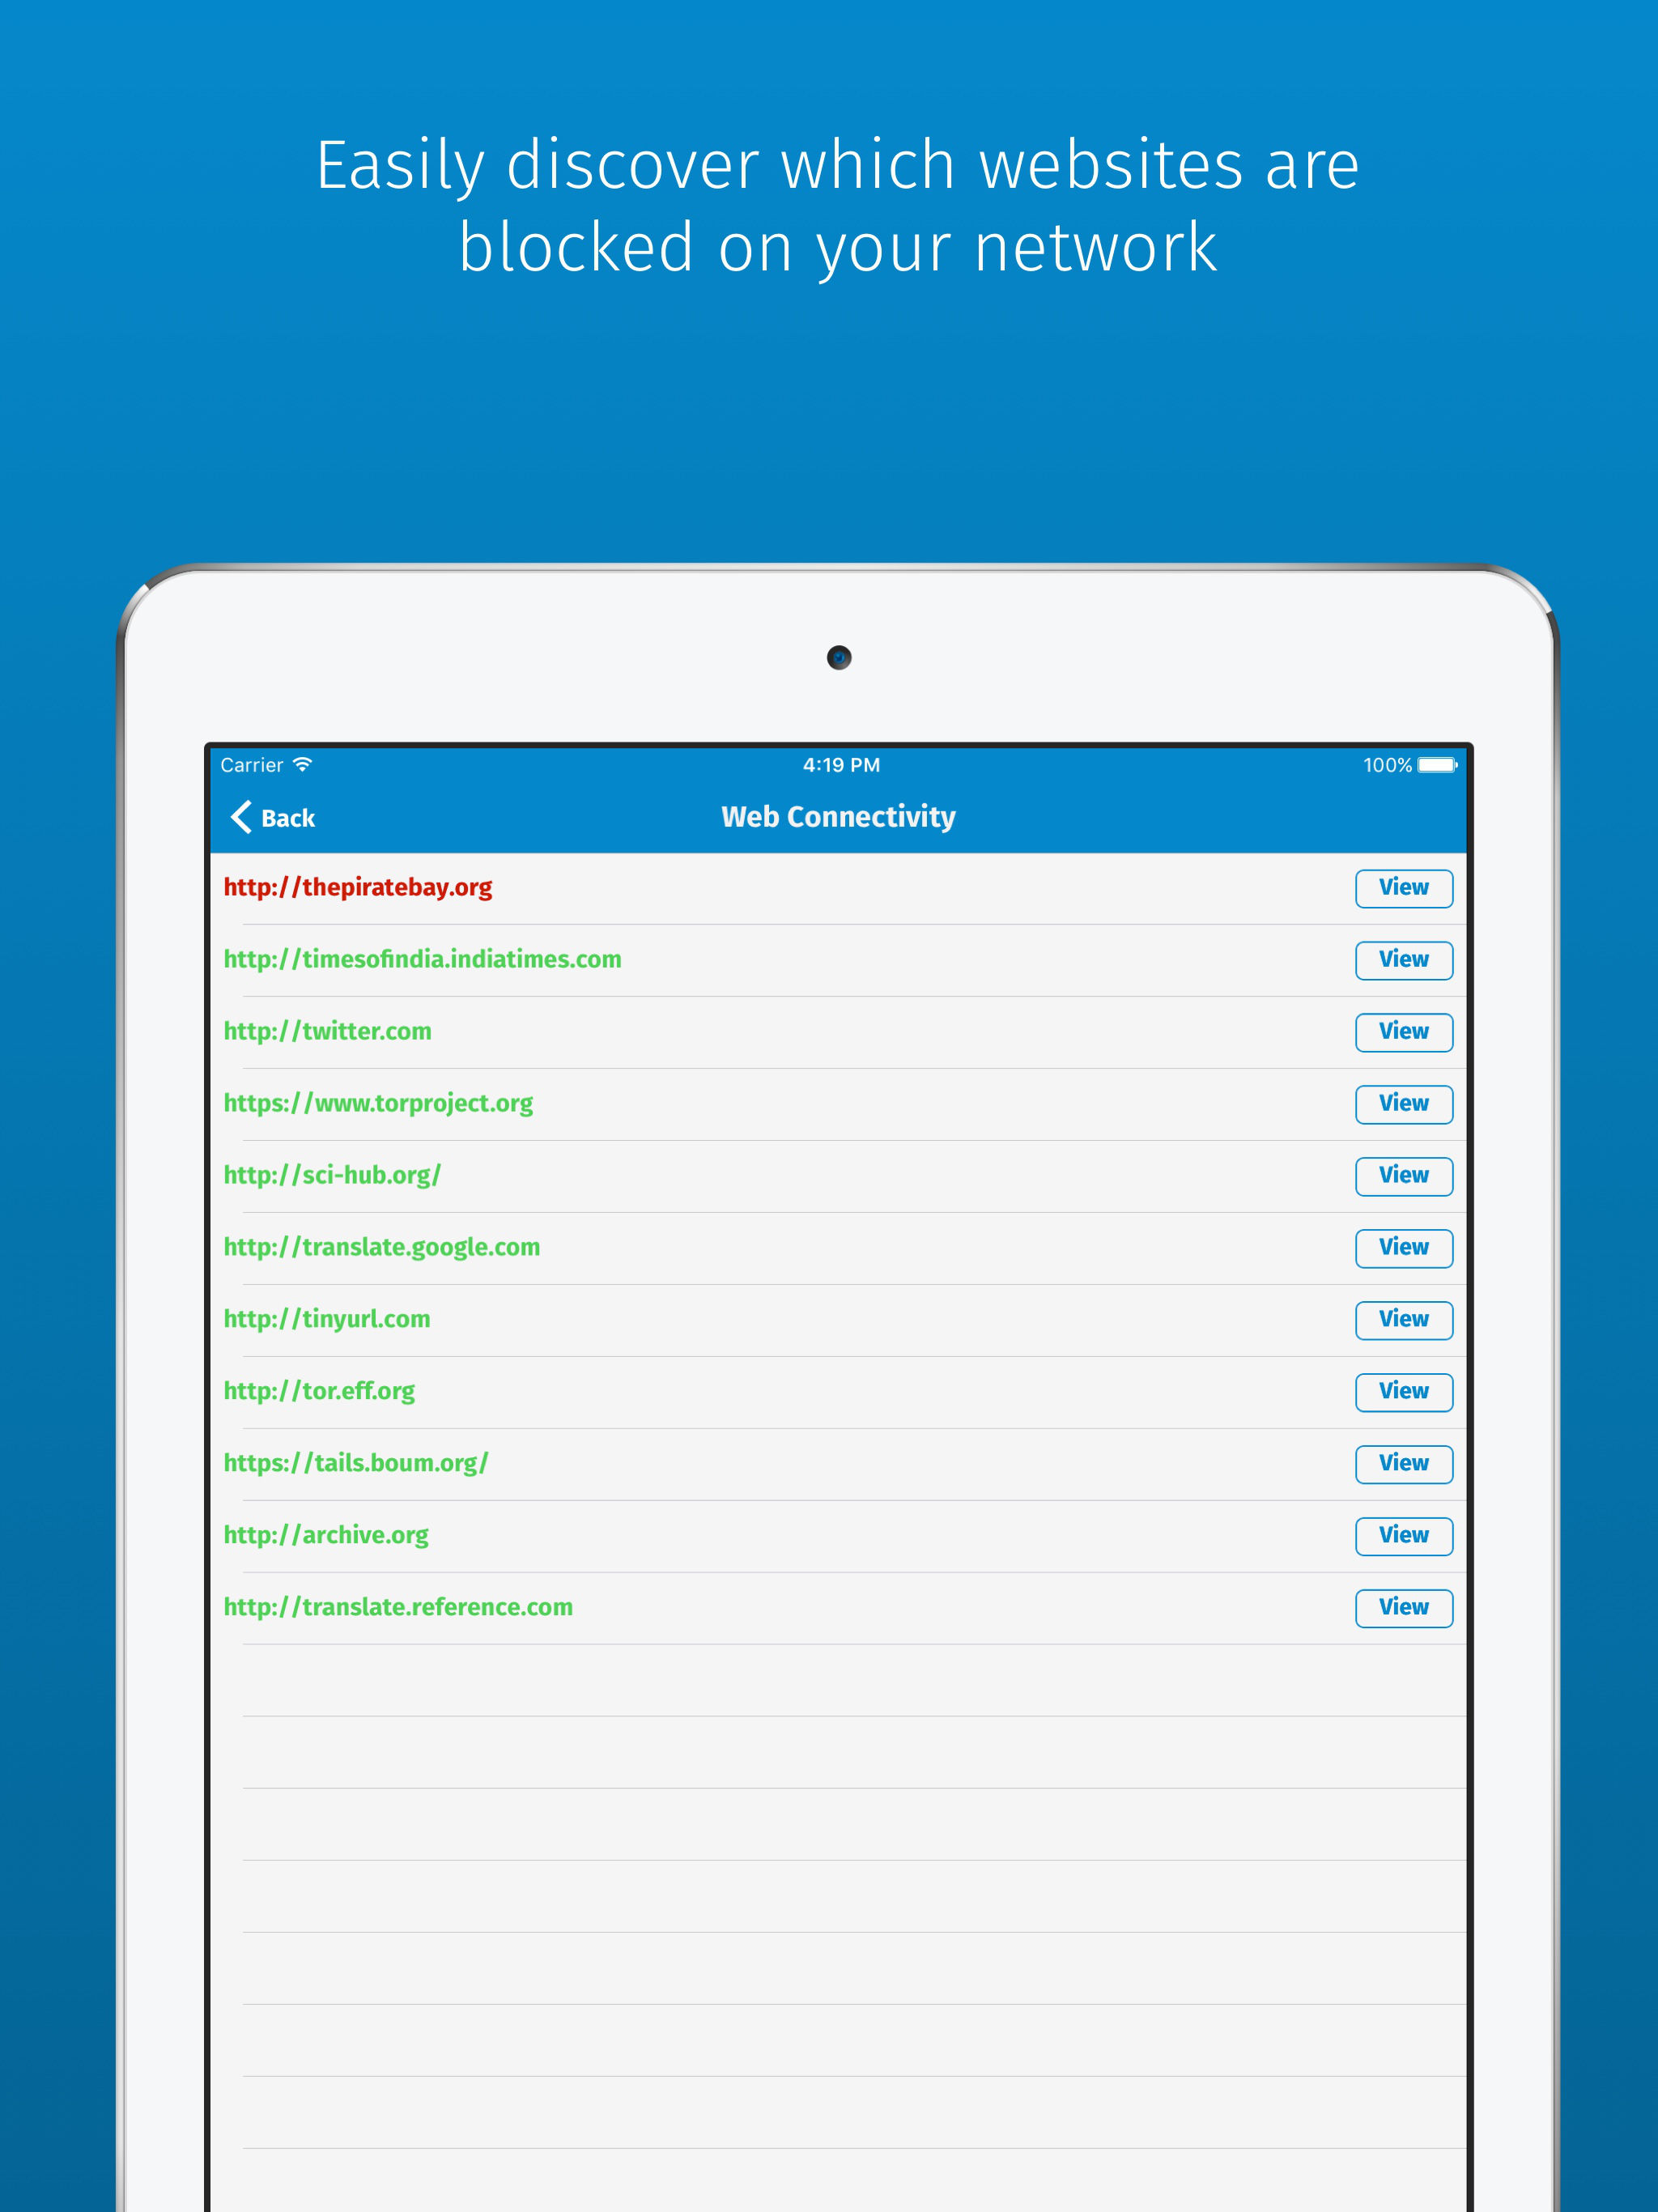 Easily discover which websites are
blocked on your network
Carrier 4:19 PM 100%
Back Web Connectivity
http://thepiratebay.org View
http://timesofindia.indiatimes.com View
http://twitter.com View
https://www.torproject.org View
http://sci-hub.org/ View
http://translate.google.com View
http://tinyurl.com View
http://tor.eff.org View
https://tails.boum.org/ View
http://archive.org View
http://translate.reference.com View